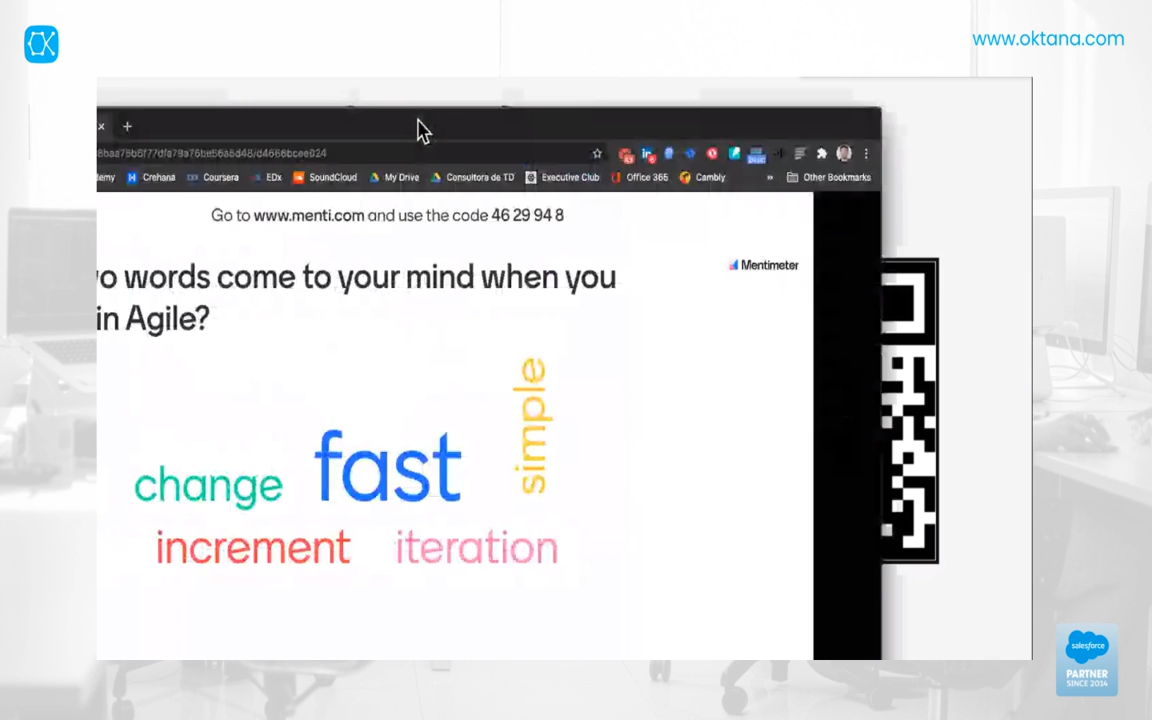 www.oktana.com
Crehana
Coursera
EDx
SoundCloud
My Drive
Consultora de TD
Executive Club
Office 365
Cambly
»
Other Bookmarks
Go to www.menti.com and use the code 46 29 94 8
Mentimeter
words come to your mind when you
in Agile?
simple
change
fast
increment
iteration
salesforce
PARTNER
SINCE 2014